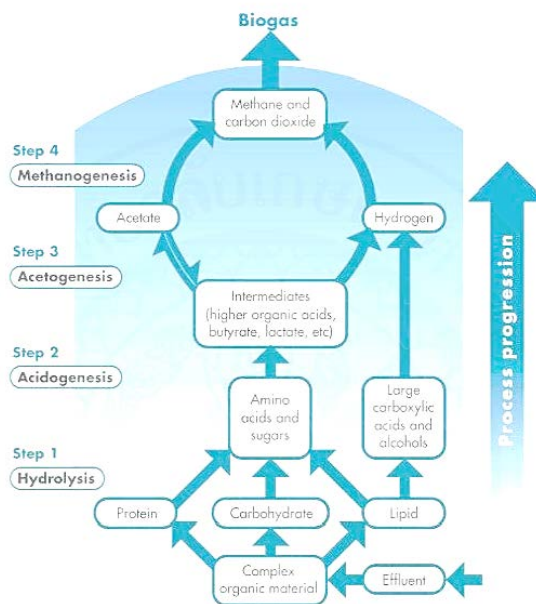 Biogas
Methane and
carbon dioxide
Step 4
Methanogenesis
Acetate
Hydrogen
Step 3
Acetogenesis
Intermediates
(higher organic acids,
butyrate, lactate, etc)
Step 2
Acidogenesis
Amino
acids and
sugars
Large
carboxylic
acids and
alcohols
Process progression
Step 1
Hydrolysis
Protein
Carbohydrate
Lipid
Complex
organic material
Effluent